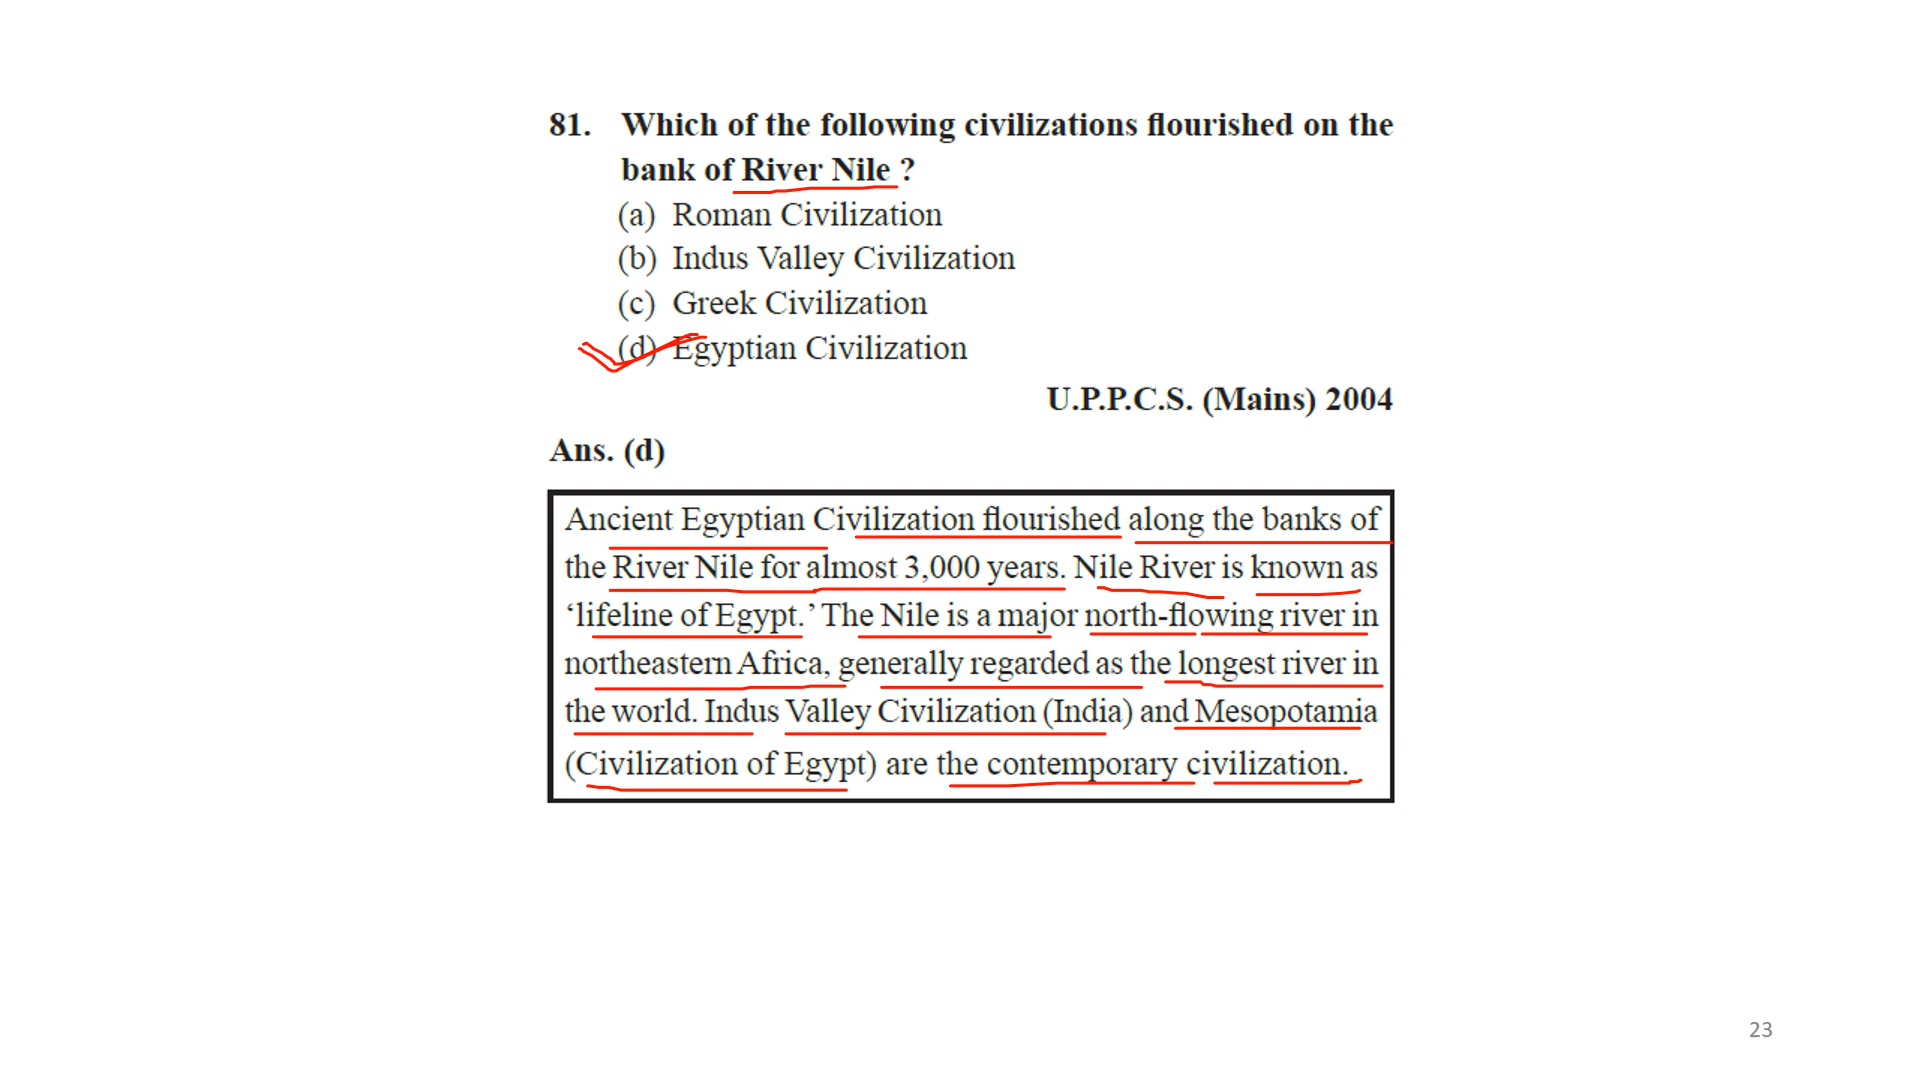 81. Which of the following civilizations flourished on the
bank of River Nile ?
(a) Roman Civilization
(b) Indus Valley Civilization
(c) Greek Civilization
(d) Egyptian Civilization
U.P.P.C.S. (Mains) 2004
Ans. (d)
Ancient Egyptian Civilization flourished along the banks of
the River Nile for almost 3,000 years. Nile River is known as
‘lifeline of Egypt.’ The Nile is a major north-flowing river in
northeastern Africa, generally regarded as the longest river in
the world. Indus Valley Civilization (India) and Mesopotamia
(Civilization of Egypt) are the contemporary civilization.
23